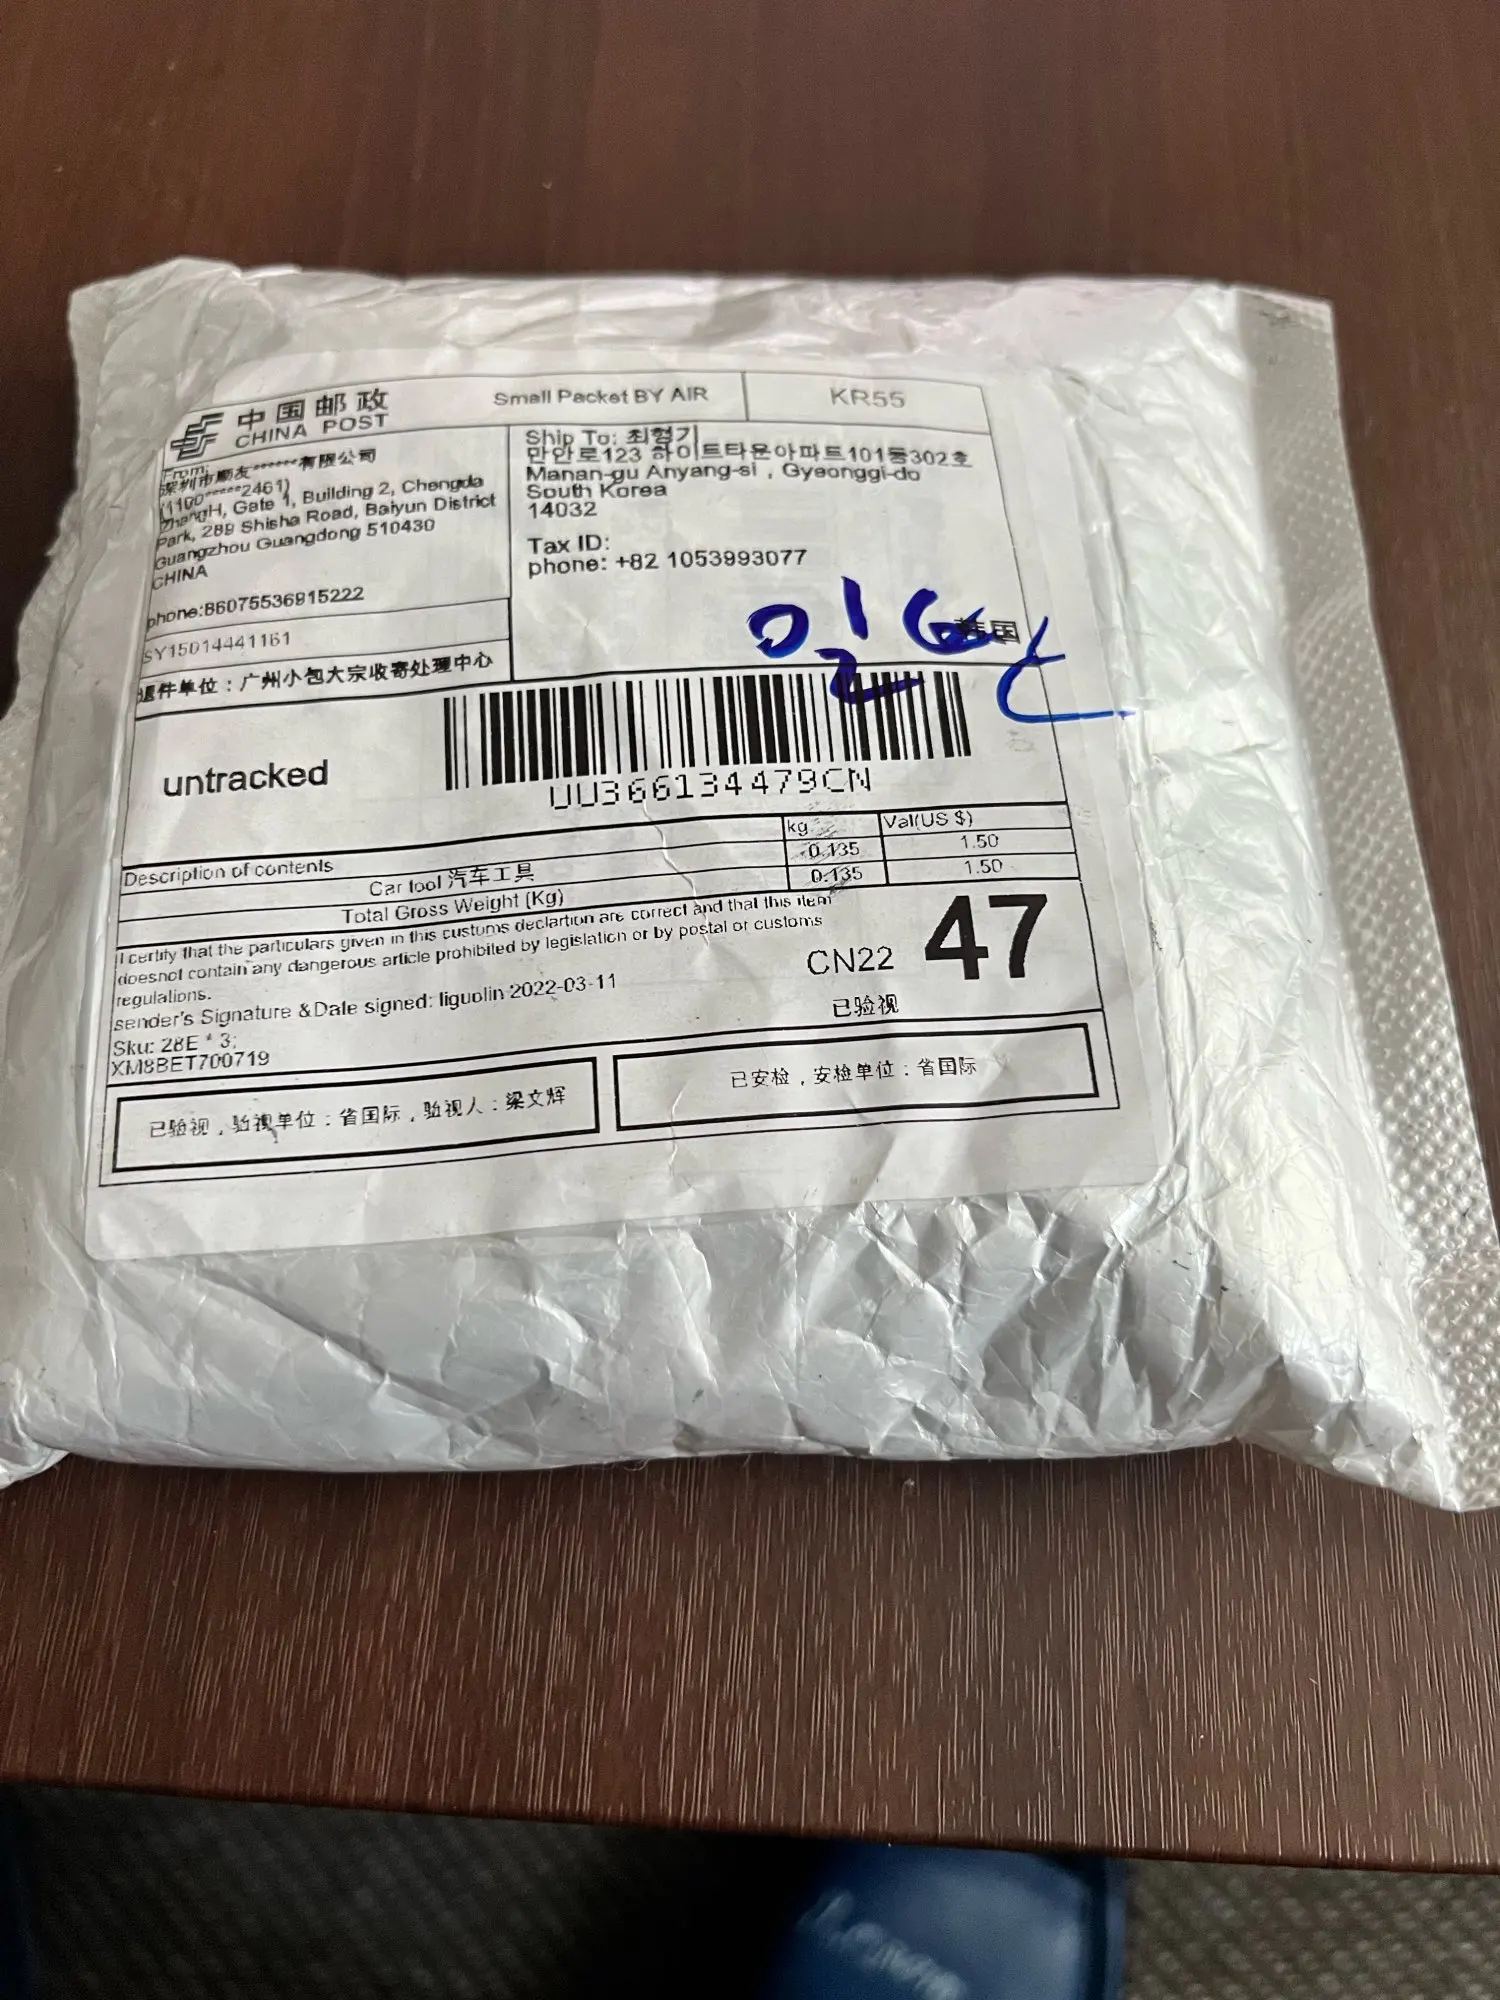 中国邮政
CHINA POST
Small Packet BY AIR
KR55
From:
深圳市顺友******有限公司
(1100*****2461)
ZhangH, Gate 1, Building 2, Chengda
Park, 289 Shisha Road, Baiyun District
Guangzhou Guangdong 510430
CHINA
phone:86075536915222
SY15014441161
退件单位：广州小包大宗收寄处理中心
Ship To: 최형기
만안로123 하이트타운아파트101동302호
Manan-gu Anyang-si , Gyeonggi-do
South Korea
14032
Tax ID:
phone: +82 1053993077
韩国
untracked
UU366134479CN
Description of contents
kg
Val(US $)
Car tool 汽车工具
0.135
1.50
Total Gross Weight (Kg)
0.135
1.50
I certify that the particulars given in this customs declartion are correct and that this item
doesnot contain any dangerous article prohibited by legislation or by postal or customs
regulations.
sender's Signature &Date signed: liguolin 2022-03-11
CN22
47
已验视
Sku: 28E * 3;
XM8BET700719
已验视，验视单位：省国际，验视人：梁文辉
已安检，安检单位：省国际